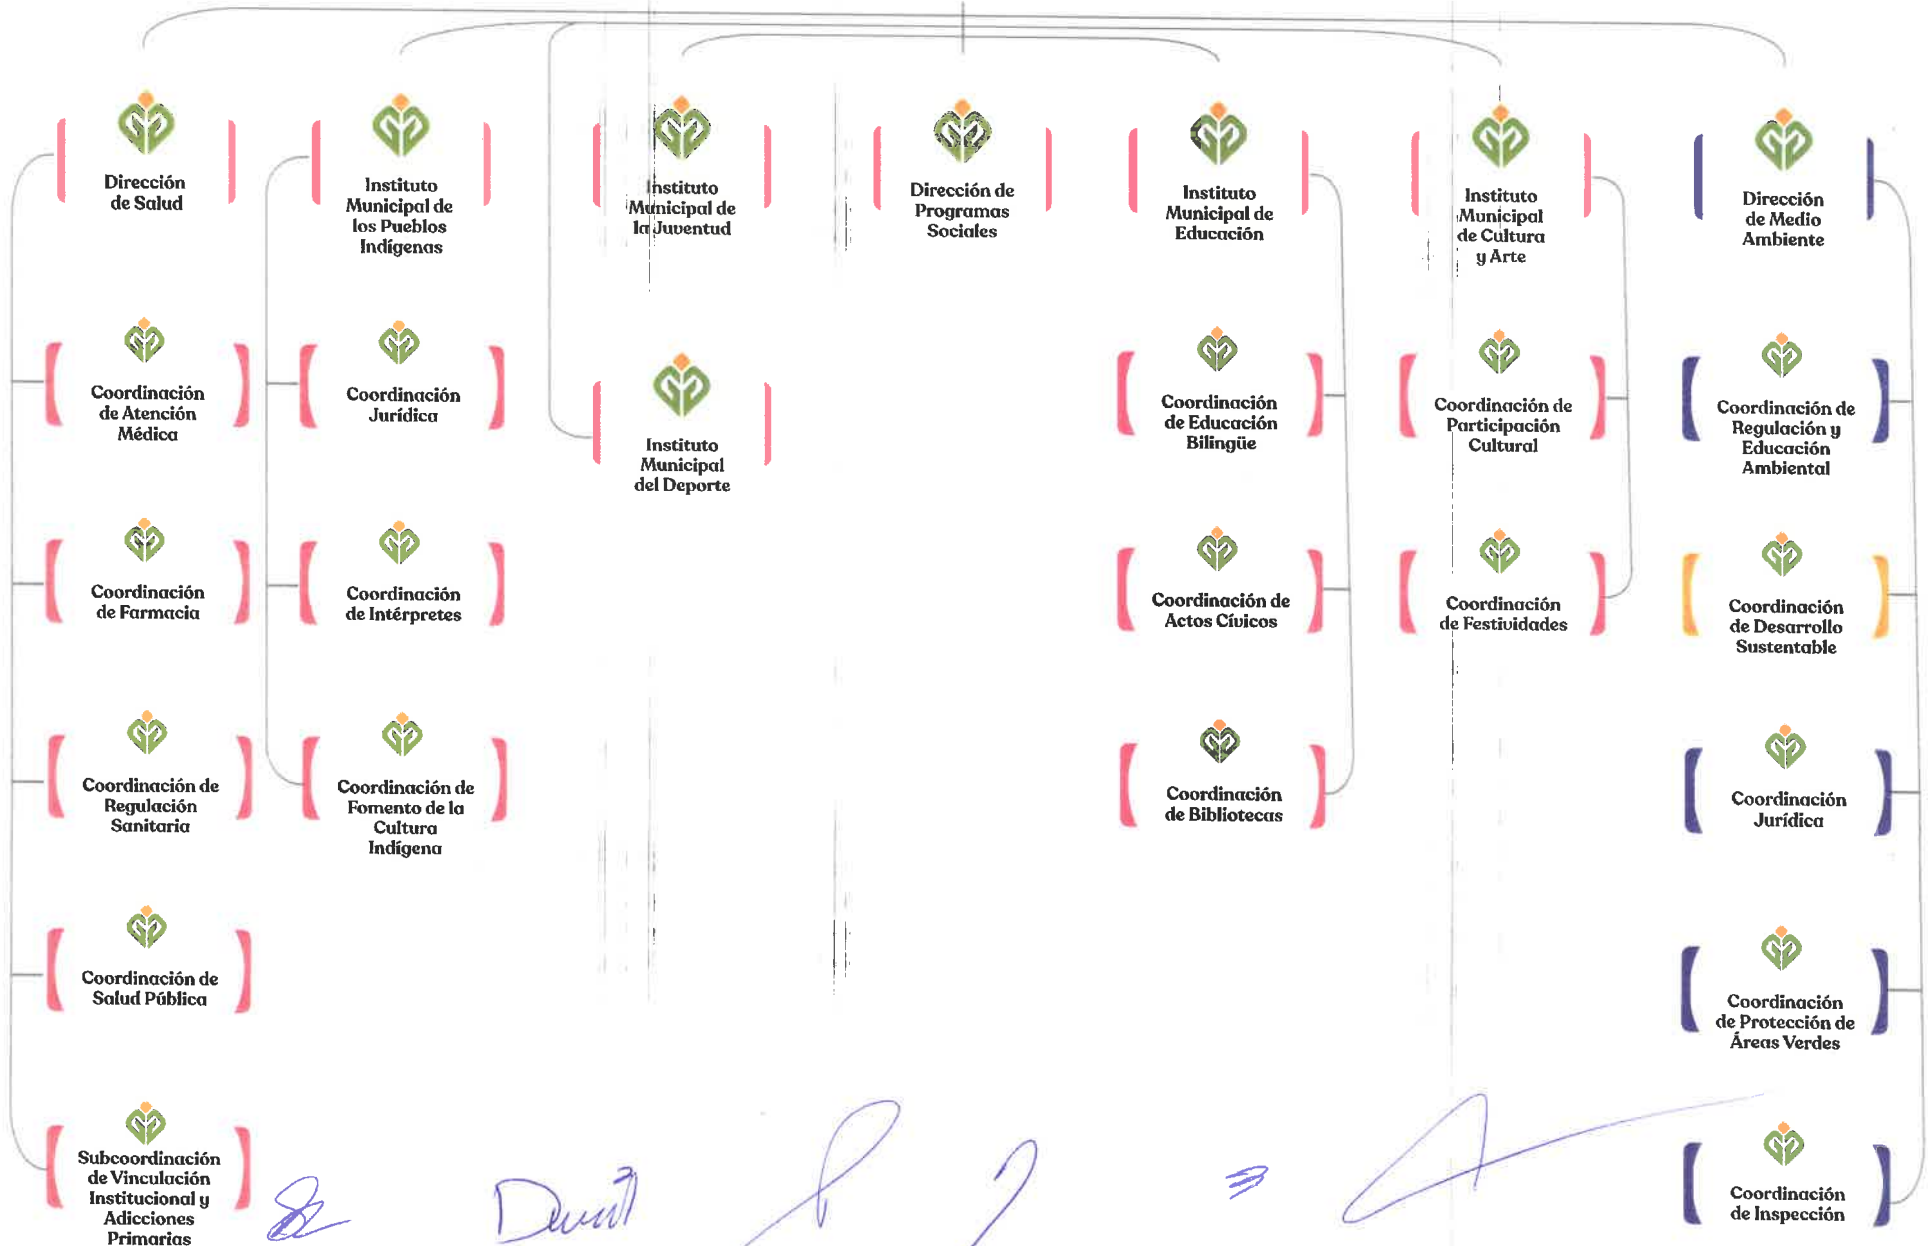 Dirección
de Salud
Instituto
Municipal de
los Pueblos
Indígenas
Instituto
Municipal de
la Juventud
Dirección de
Programas
Sociales
Instituto
Municipal de
Educación
Instituto
Municipal
de Cultura
y Arte
Dirección
de Medio
Ambiente
Coordinación
de Atención
Médica
Coordinación
Jurídica
Instituto
Municipal
del Deporte
Coordinación
de Educación
Bilingüe
Coordinación de
Participación
Cultural
Coordinación de
Regulación y
Educación
Ambiental
Coordinación
de Farmacia
Coordinación
de Intérpretes
Coordinación de
Actos Cívicos
Coordinación
de Festividades
Coordinación
de Desarrollo
Sustentable
Coordinación de
Regulación
Sanitaria
Coordinación de
Fomento de la
Cultura
Indígena
Coordinación
de Bibliotecas
Coordinación
Jurídica
Coordinación de
Salud Pública
Coordinación
de Protección de
Áreas Verdes
Subcoordinación
de Vinculación
Institucional y
Adicciones
Primarias
Coordinación
de Inspección